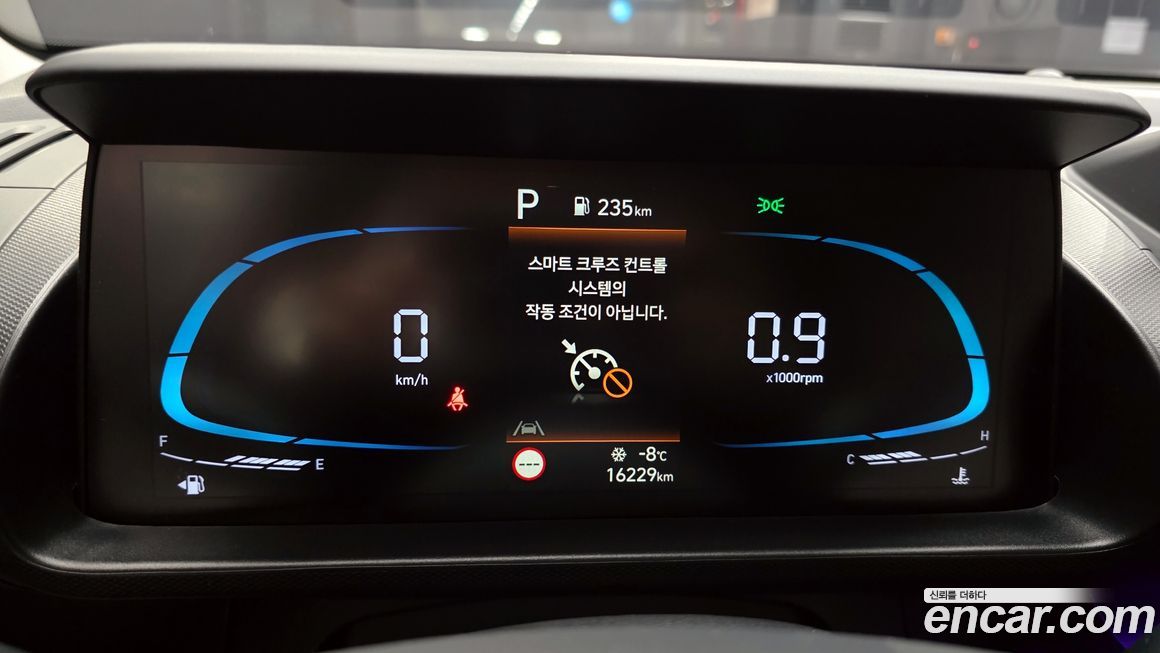 P 235km
스마트 크루즈 컨트롤
시스템의
작동 조건이 아닙니다.
0
km/h
0.9
x1000rpm
F
E
C
H
---
-8℃
16229km
신뢰를 더하다
encar.com